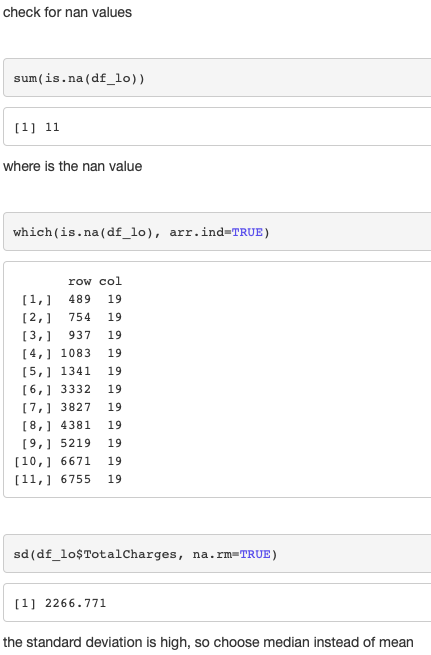 check for nan values
sum(is.na(df_lo))
[1] 11
where is the nan value
which(is.na(df_lo), arr.ind=TRUE)
row col
[1,] 489 19
[2,] 754 19
[3,] 937 19
[4,] 1083 19
[5,] 1341 19
[6,] 3332 19
[7,] 3827 19
[8,] 4381 19
[9,] 5219 19
[10,] 6671 19
[11,] 6755 19
sd(df_lo$TotalCharges, na.rm=TRUE)
[1] 2266.771
the standard deviation is high, so choose median instead of mean